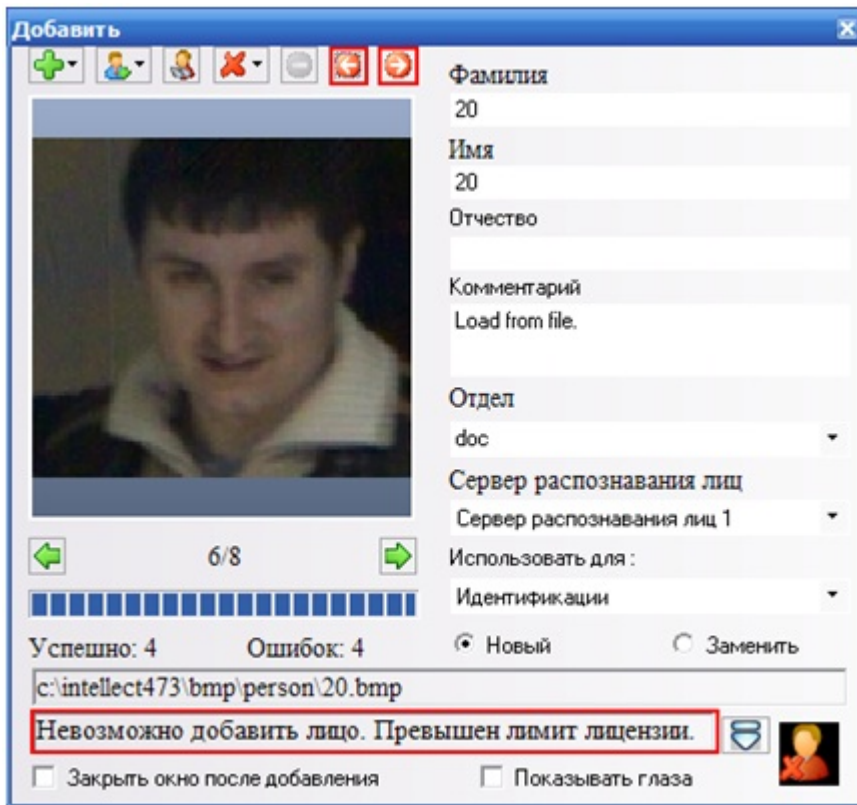 Добавить
Фамилия
20
Имя
20
Отчество
Комментарий
Load from file.
Отдел
doc
Сервер распознавания лиц
Сервер распознавания лиц 1
6/8
Использовать для :
Идентификации
Успешно: 4 Ошибок: 4
Новый Заменить
c:\intellect473\bmp\person\20.bmp
Невозможно добавить лицо. Превышен лимит лицензии.
Закрыть окно после добавления Показывать глаза